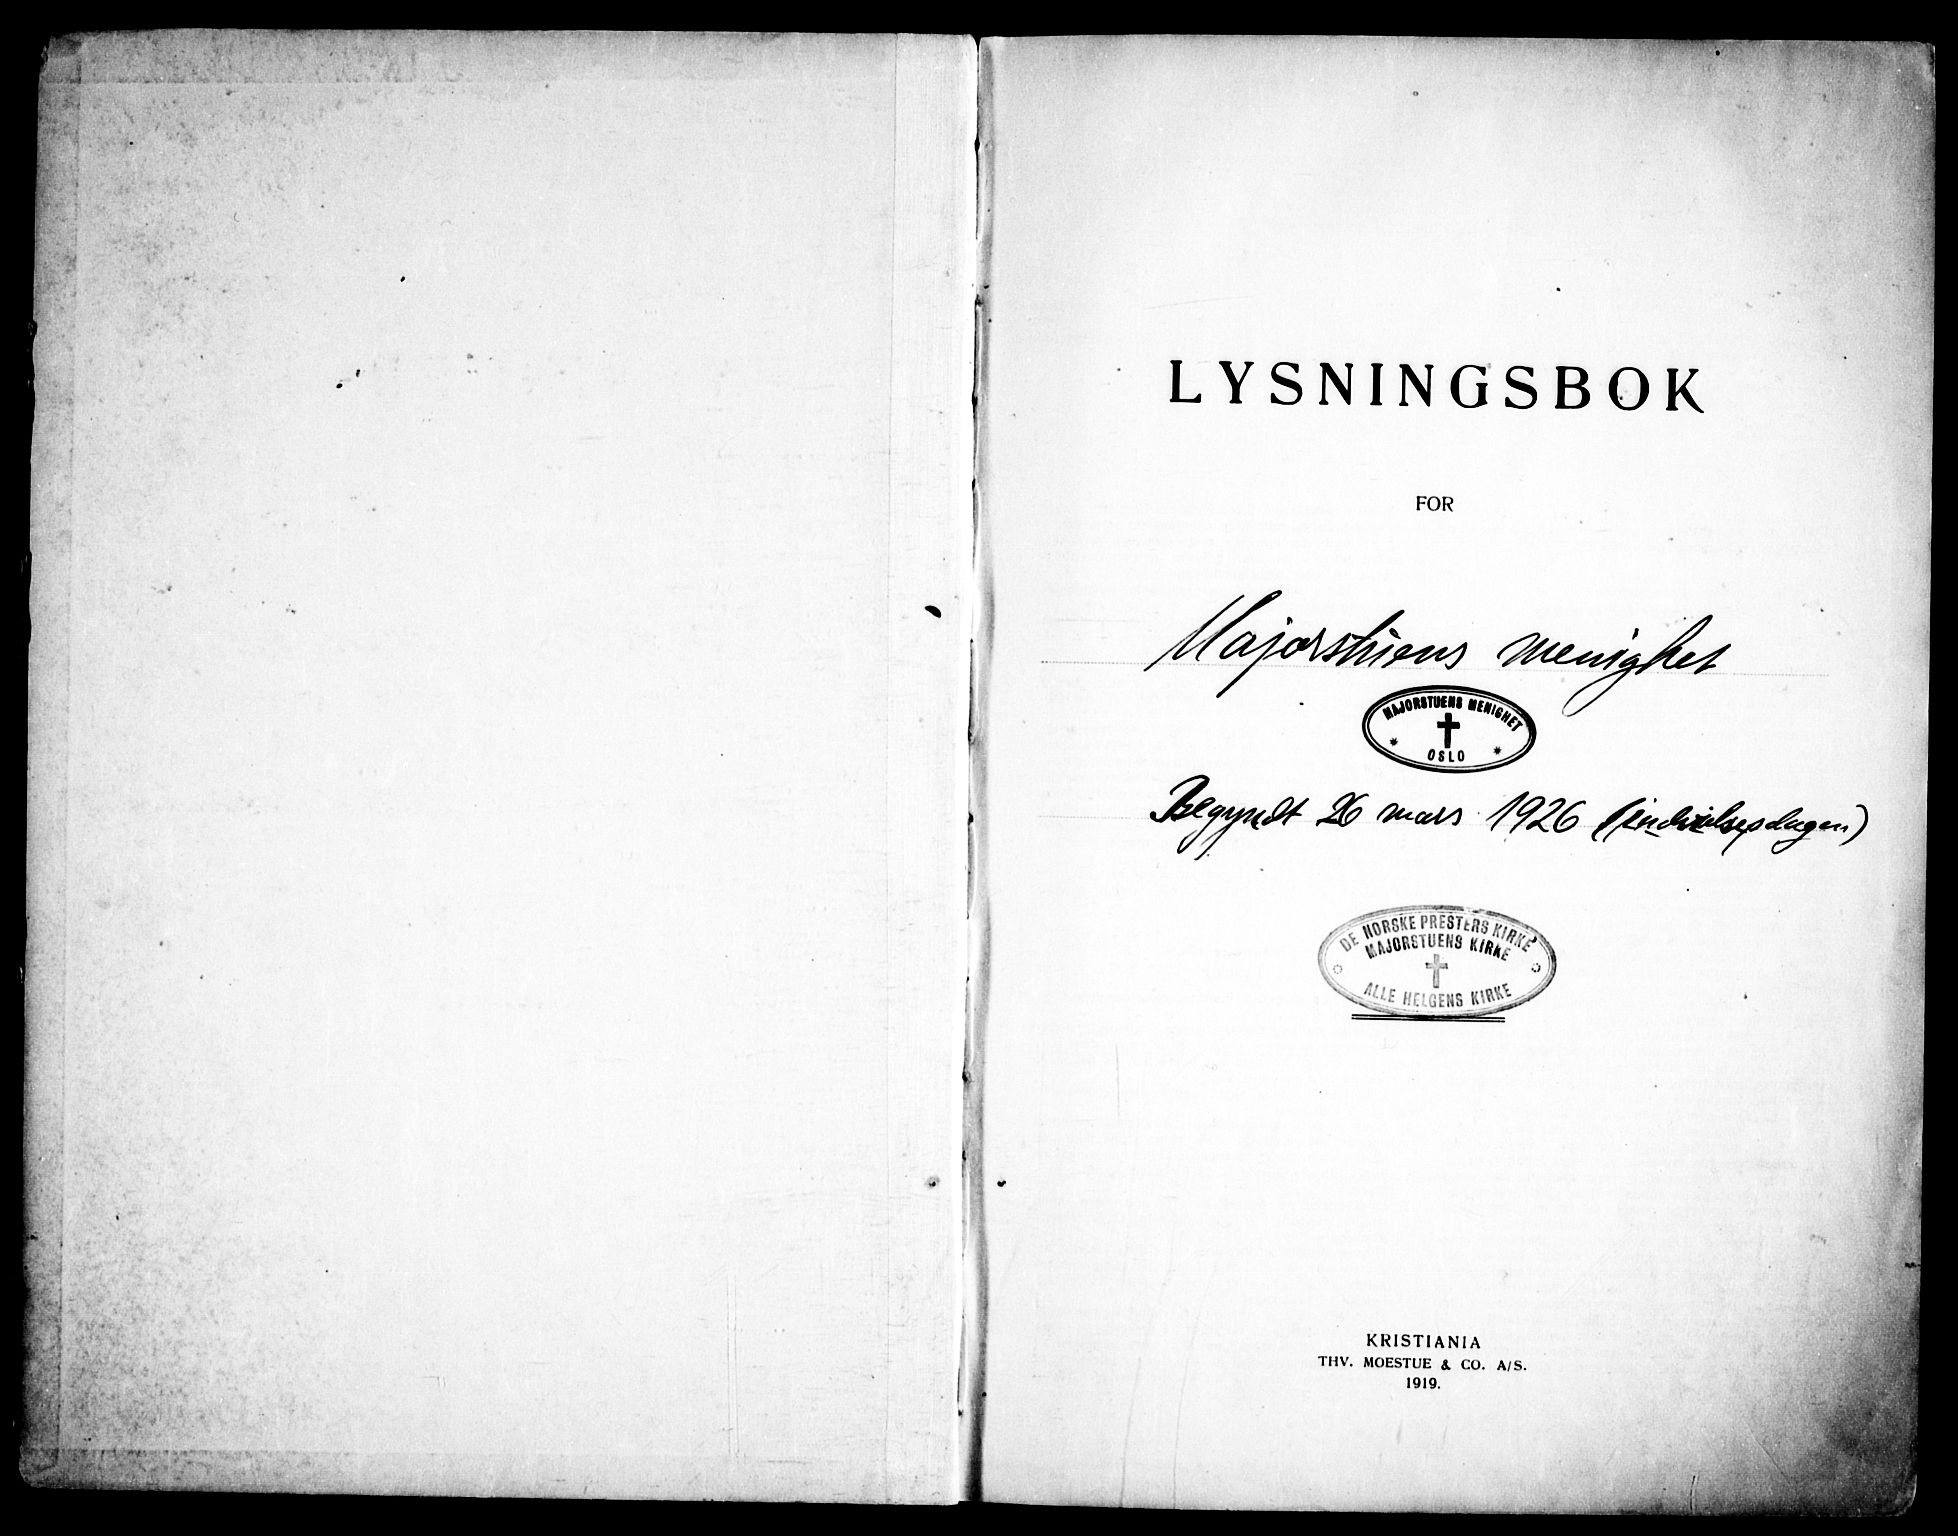 LYSNINGSBOK
FOR
Majorstuens menighet
MAJORSTUENS MENIGHET
OSLO
Begyndt 26 mars 1926 (indvielsesdagen)
DE NORSKE PRESTERS KIRKE
MAJORSTUENS KIRKE
ALLE HELGENS KIRKE
KRISTIANIA
THV. MOESTUE & CO. A/S.
1919.